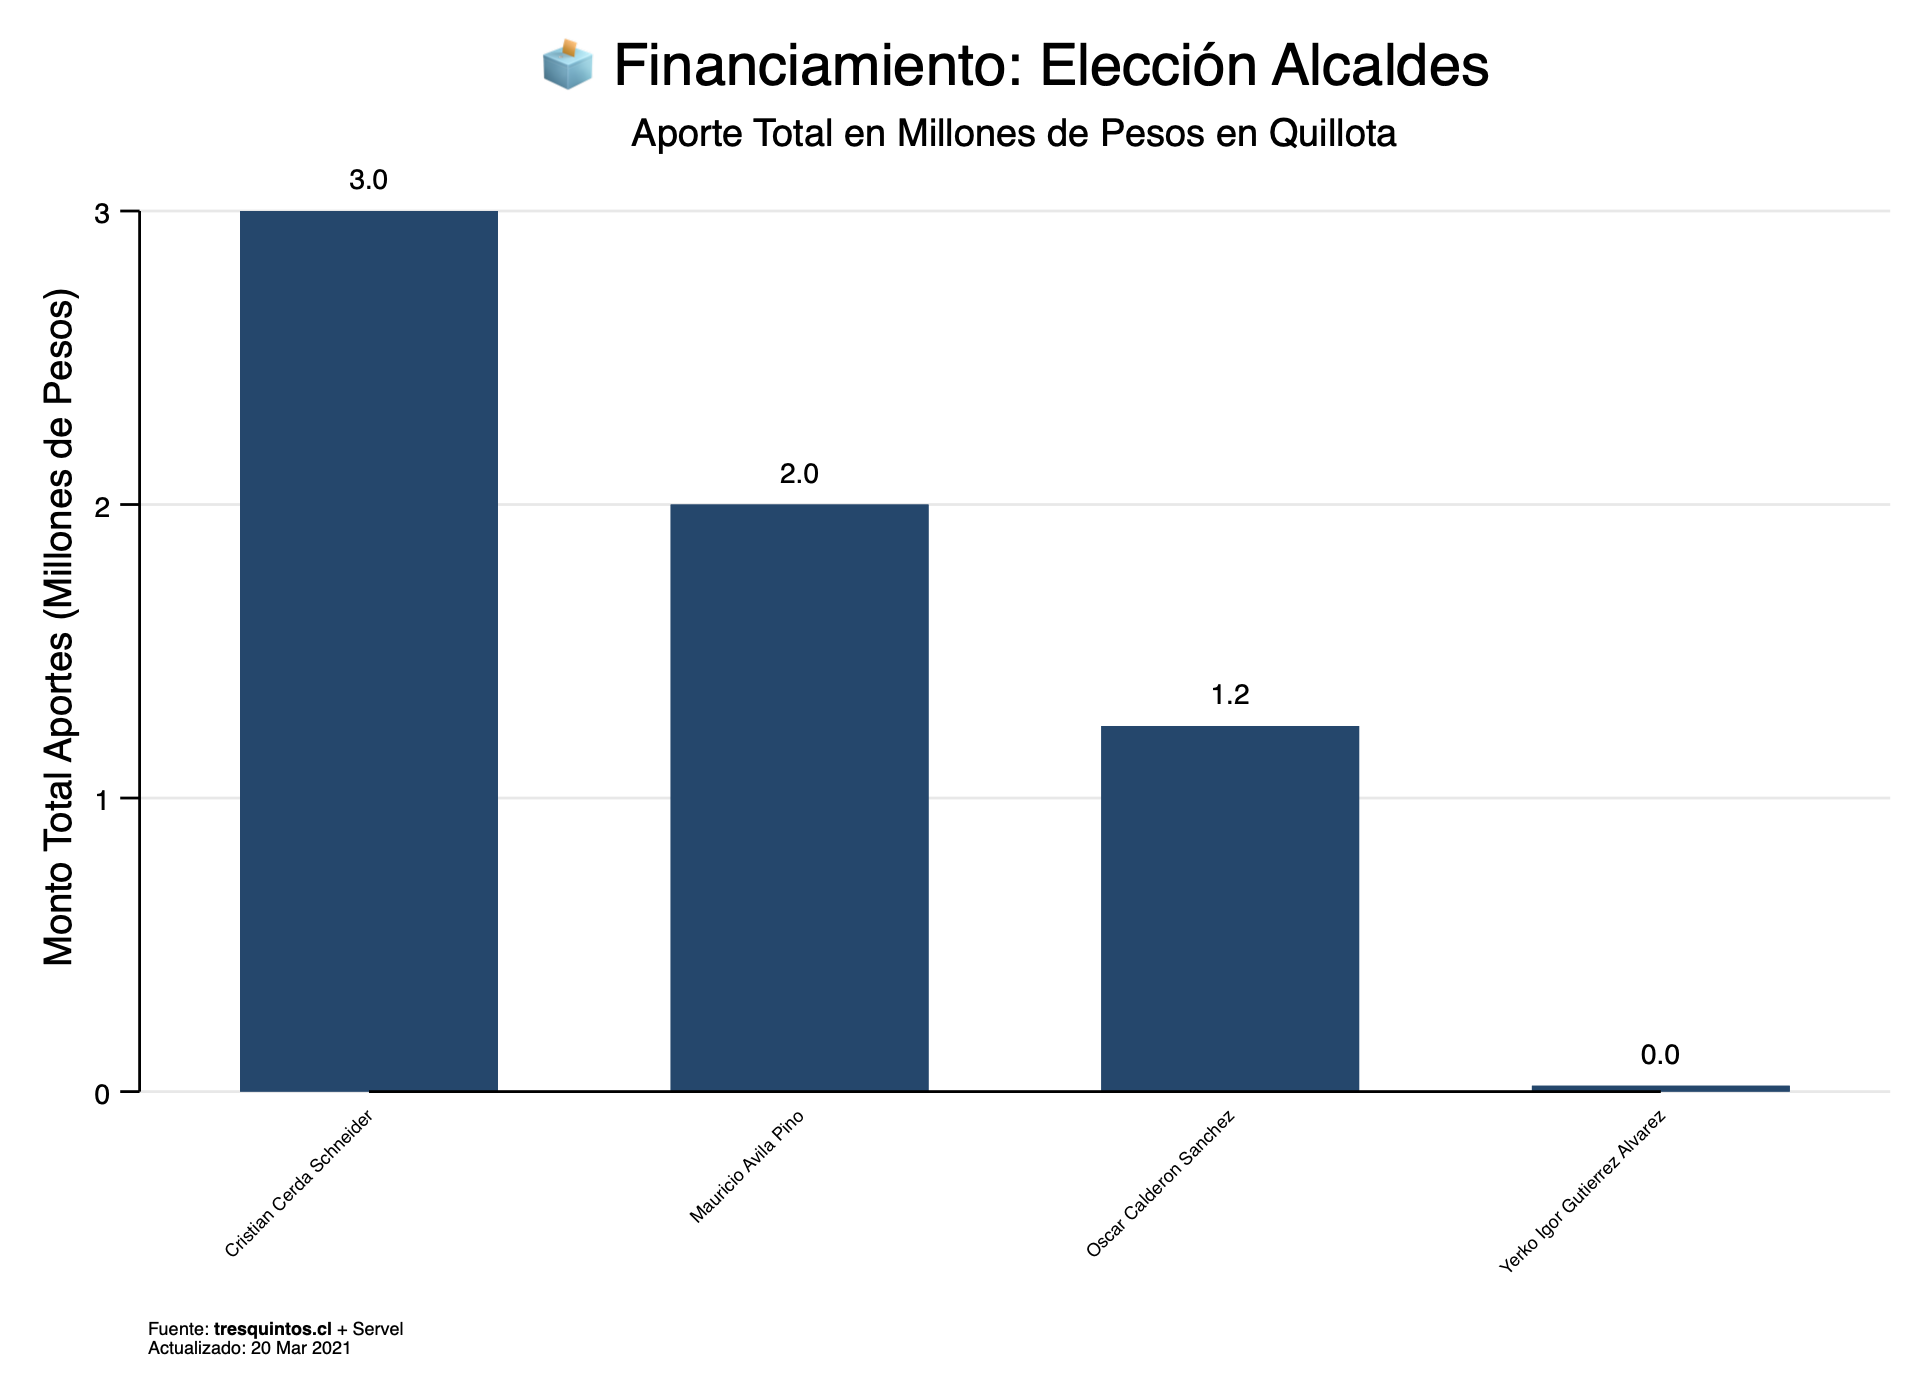 Financiamiento: Elección Alcaldes
Aporte Total en Millones de Pesos en Quillota
Monto Total Aportes (Millones de Pesos)
3
2
1
0
3.0
2.0
1.2
0.0
Cristian Cerda Schneider
Mauricio Avila Pino
Oscar Calderon Sanchez
Yerko Igor Gutierrez Alvarez
Fuente: tresquintos.cl + Servel
Actualizado: 20 Mar 2021